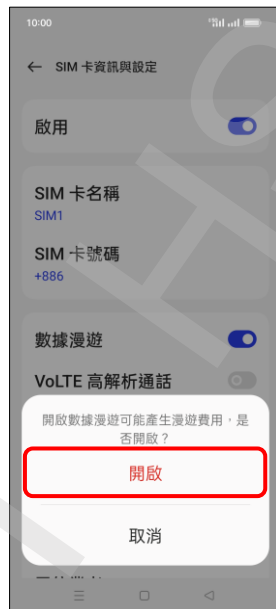 10:00
← SIM 卡資訊與設定
啟用
SIM 卡名稱
SIM1
SIM 卡號碼
+886
數據漫遊
VoLTE 高解析通話
開啟數據漫遊可能產生漫遊費用，是
否開啟？
開啟
取消